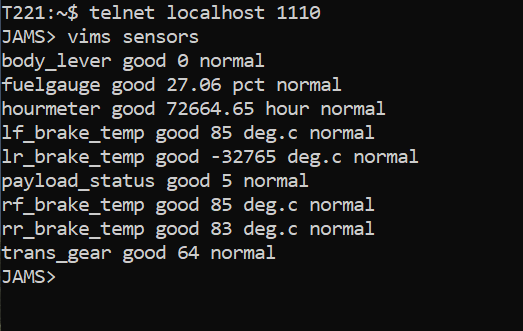 T221:~$ telnet localhost 1110
JAMS> vims sensors
body_lever good 0 normal
fuelgauge good 27.06 pct normal
hourmeter good 72664.65 hour normal
lf_brake_temp good 85 deg.c normal
lr_brake_temp good -32765 deg.c normal
payload_status good 5 normal
rf_brake_temp good 85 deg.c normal
rr_brake_temp good 83 deg.c normal
trans_gear good 64 normal
JAMS>